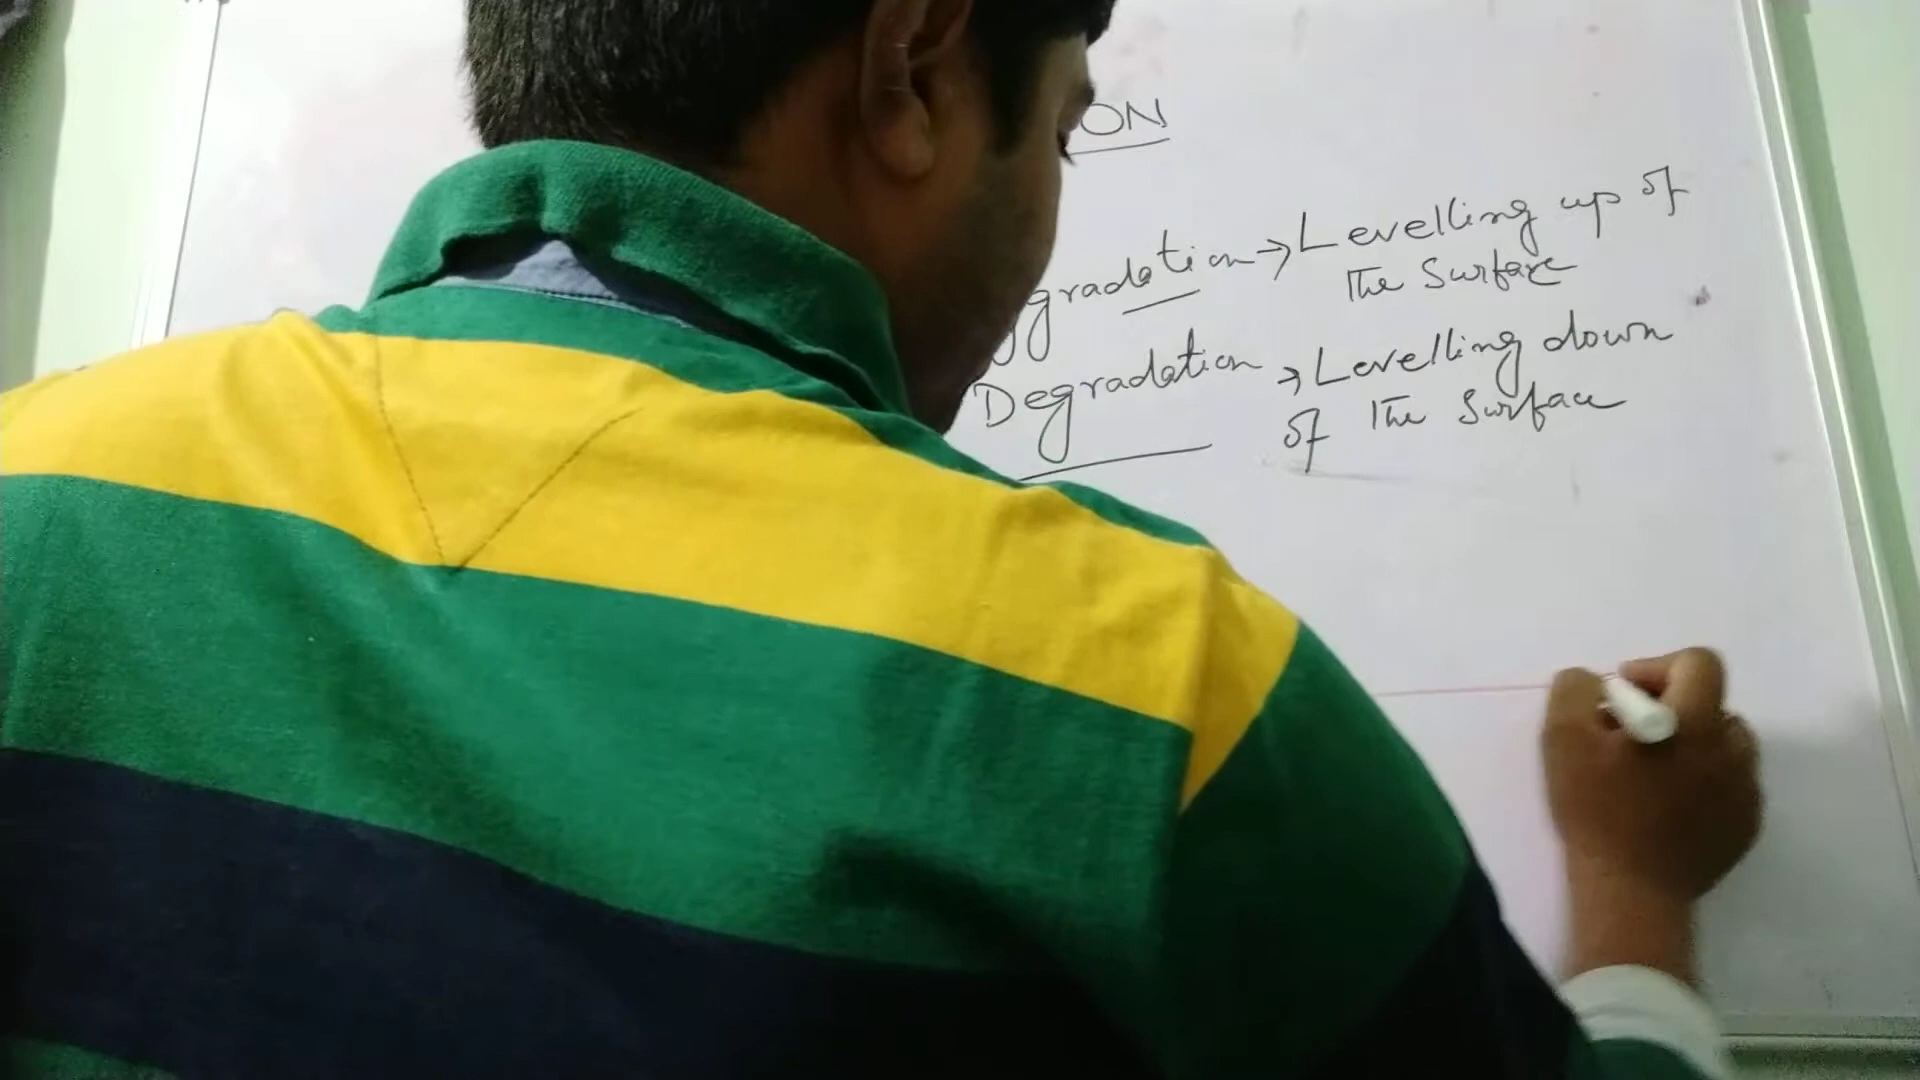 ON
gradation → Levelling up of
the Surface
Degradation → Levelling down
of the Surface